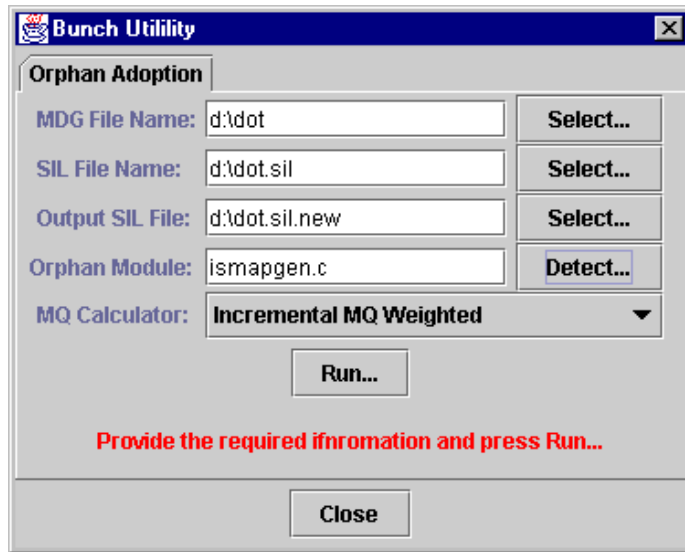 Bunch Utilility
Orphan Adoption
MDG File Name: d:\dot Select...
SIL File Name: d:\dot.sil Select...
Output SIL File: d:\dot.sil.new Select...
Orphan Module: ismapgen.c Detect...
MQ Calculator: Incremental MQ Weighted
Run...
Provide the required ifnromation and press Run...
Close